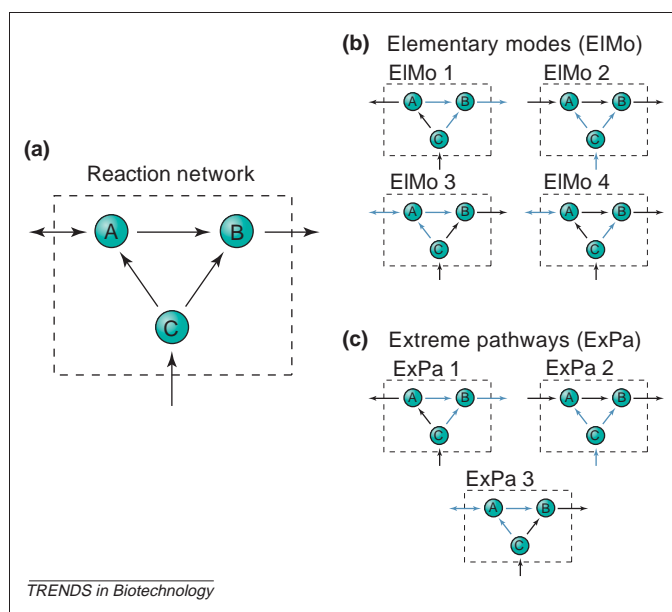 (a)
Reaction network
A
B
C
(b) Elementary modes (ElMo)
ElMo 1
A
B
C
ElMo 2
A
B
C
ElMo 3
A
B
C
ElMo 4
A
B
C
(c) Extreme pathways (ExPa)
ExPa 1
A
B
C
ExPa 2
A
B
C
ExPa 3
A
B
C
TRENDS in Biotechnology